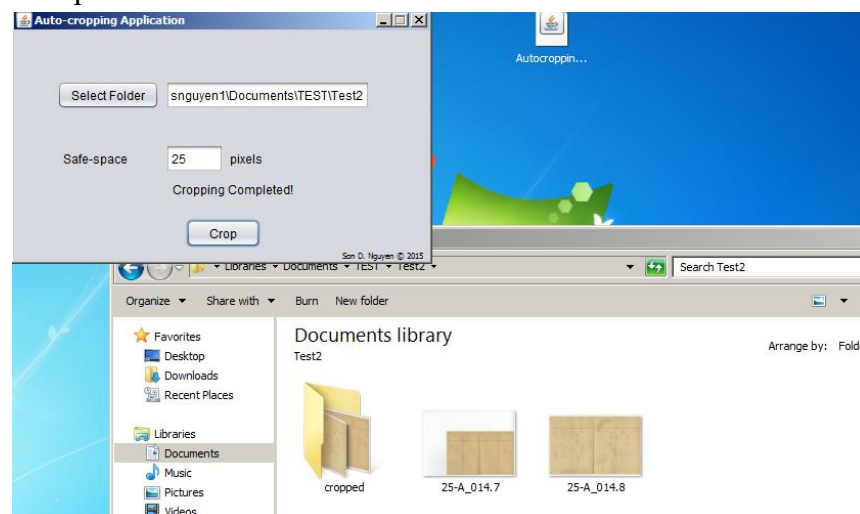 Auto-cropping Application
Autocroppin...
Select Folder snguyen1\Documents\TEST\Test2
Safe-space 25 pixels
Cropping Completed!
Crop
Son D. Nguyen © 2015
Libraries Documents TEST Test2 Search Test2
Organize Share with Burn New folder
Favorites
Desktop
Downloads
Recent Places
Libraries
Documents
Music
Pictures
Videos
Documents library
Test2
Arrange by: Fold
cropped 25-A_014.7 25-A_014.8